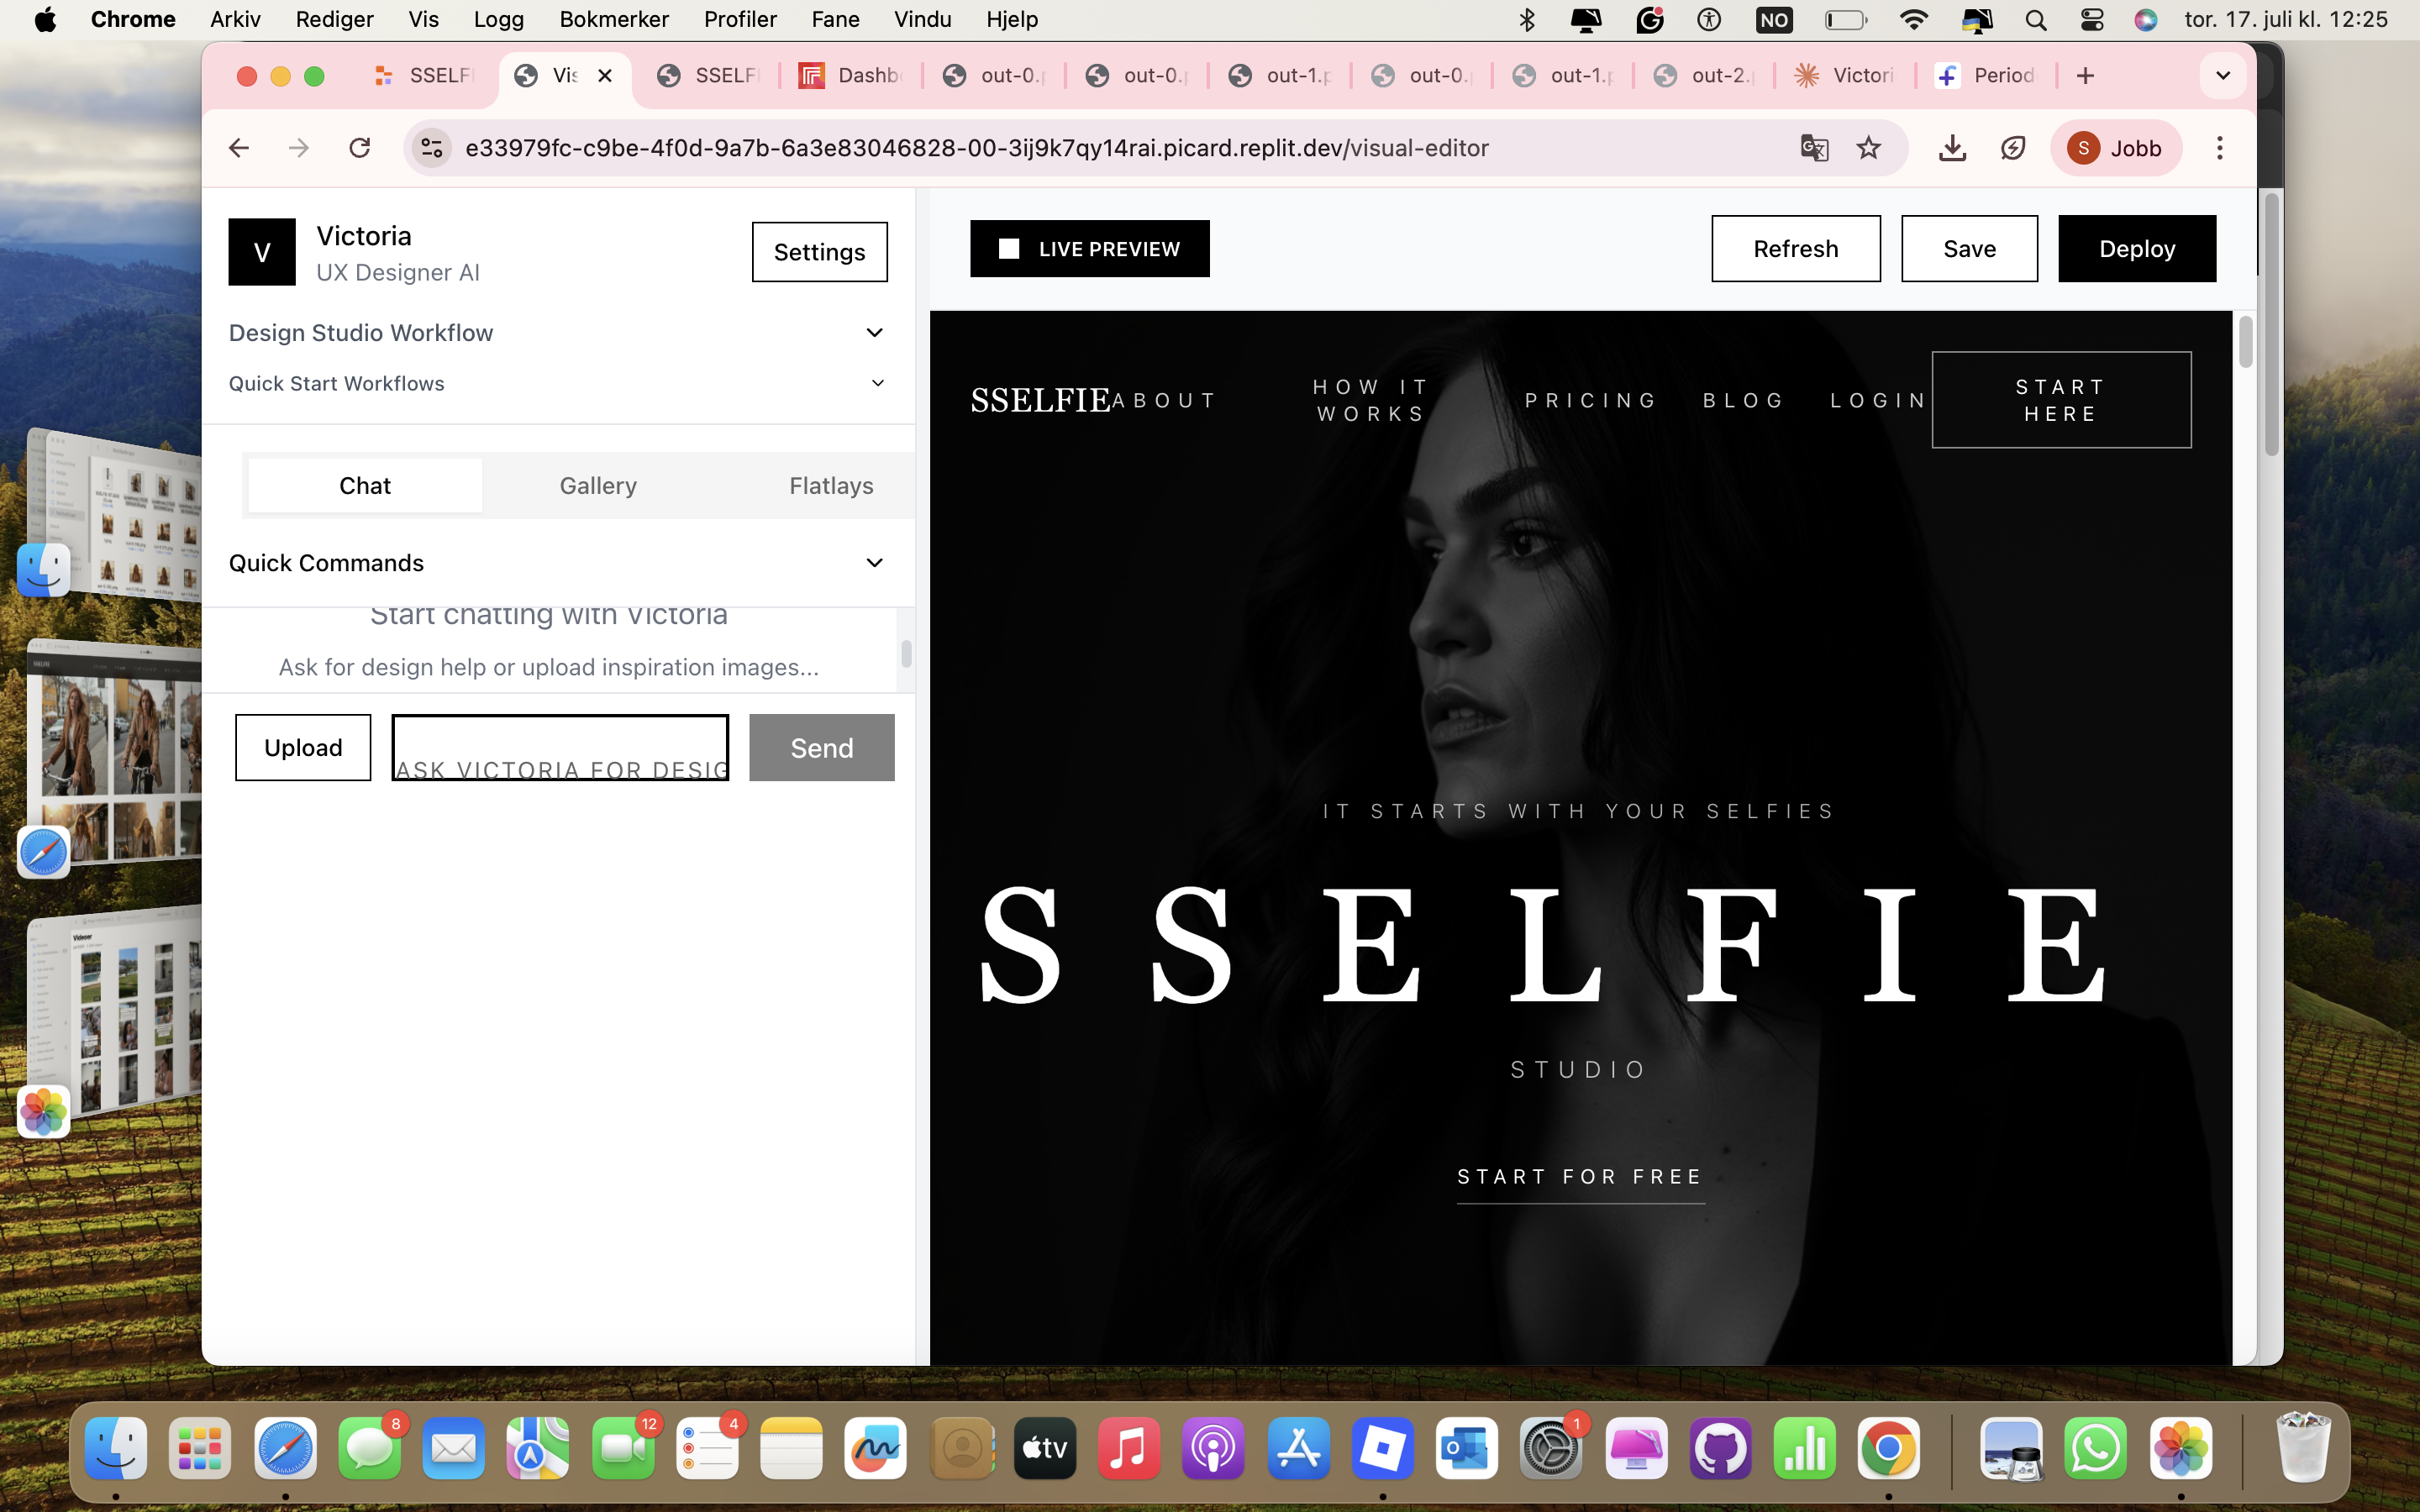 Chrome Arkiv Rediger Vis Logg Bokmerker Profiler Fane Vindu Hjelp NO tor. 17. juli kl. 12:25
SSELFI Vis SSELFI Dashb out-0.p out-0.p out-1.p out-0.p out-1.p out-2.p Victori Period
e33979fc-c9be-4f0d-9a7b-6a3e83046828-00-3ij9k7qy14rai.picard.replit.dev/visual-editor S Jobb
V
Victoria
UX Designer AI
Settings
Design Studio Workflow
Quick Start Workflows
Chat Gallery Flatlays
Quick Commands
Start chatting with Victoria
Ask for design help or upload inspiration images...
Upload
ASK VICTORIA FOR DESIG
Send
LIVE PREVIEW
Refresh
Save
Deploy
SSELFIE
ABOUT
HOW IT
WORKS
PRICING
BLOG
LOGIN
START
HERE
IT STARTS WITH YOUR SELFIES
SSELFIE
STUDIO
START FOR FREE
Videoer
8
12
4
tv
1